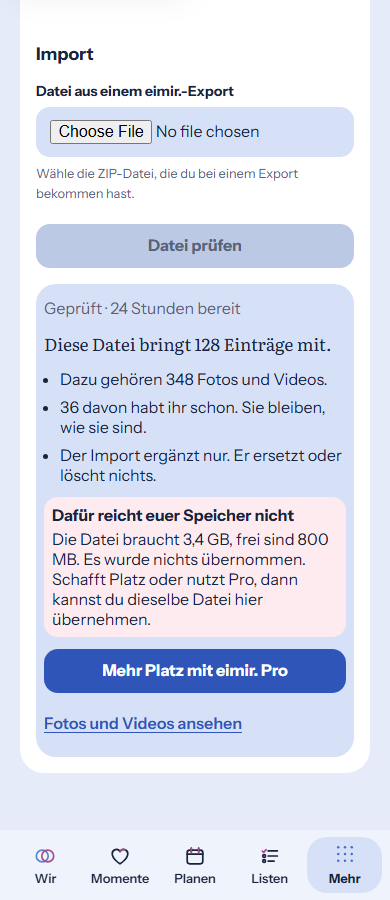 Import
Datei aus einem eimir.-Export
Choose File No file chosen
Wähle die ZIP-Datei, die du bei einem Export
bekommen hast.
Datei prüfen
Geprüft · 24 Stunden bereit
Diese Datei bringt 128 Einträge mit.
• Dazu gehören 348 Fotos und Videos.
• 36 davon habt ihr schon. Sie bleiben,
wie sie sind.
• Der Import ergänzt nur. Er ersetzt oder
löscht nichts.
Dafür reicht euer Speicher nicht
Die Datei braucht 3,4 GB, frei sind 800
MB. Es wurde nichts übernommen.
Schafft Platz oder nutzt Pro, dann
kannst du dieselbe Datei hier
übernehmen.
Mehr Platz mit eimir. Pro
Fotos und Videos ansehen
Wir Momente Planen Listen Mehr